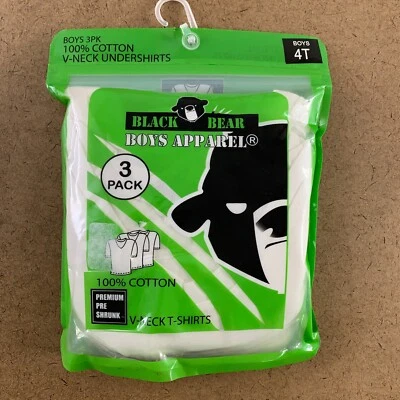 BOYS 3PK
100% COTTON
V-NECK UNDERSHIRTS
BOYS
4T
BLACK BEAR
BOYS APPAREL®
3
PACK
100% COTTON
PREMIUM
PRE
SHRUNK
V-NECK T-SHIRTS